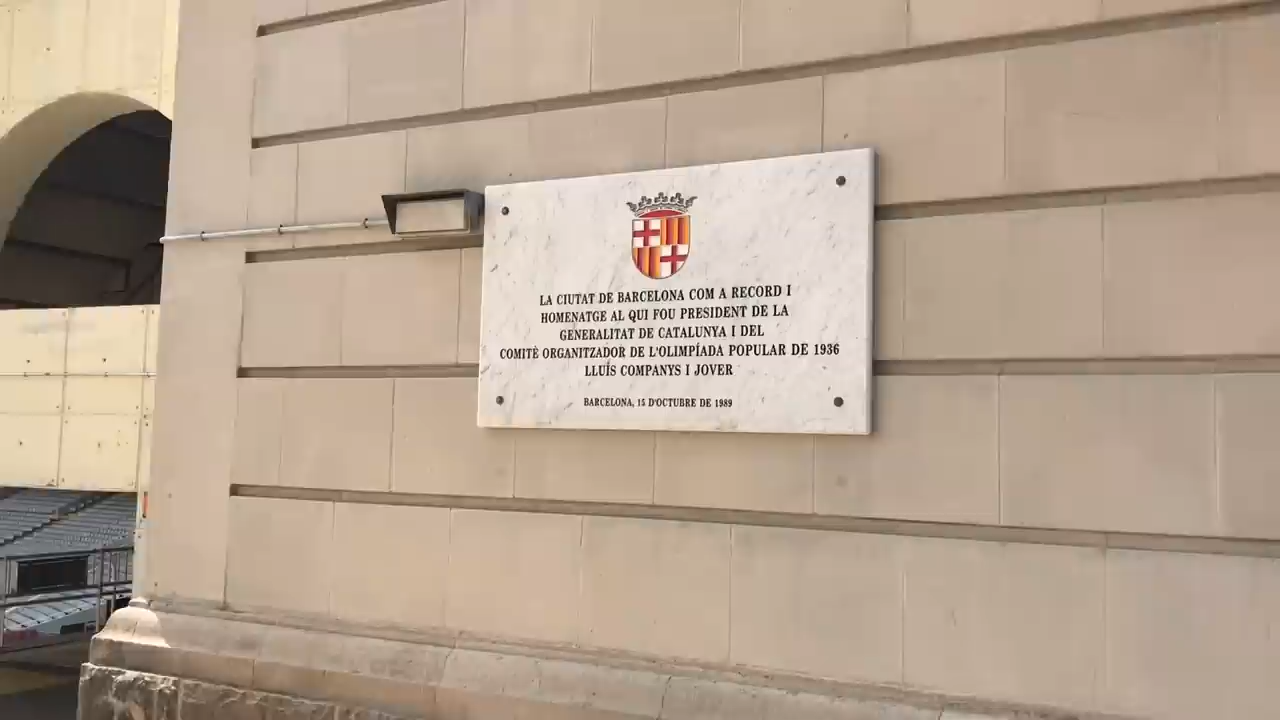 LA CIUTAT DE BARCELONA COM A RECORD I
HOMENATGE AL QUI FOU PRESIDENT DE LA
GENERALITAT DE CATALUNYA I DEL
COMITÈ ORGANITZADOR DE L'OLIMPÍADA POPULAR DE 1936
LLUÍS COMPANYS I JOVER
BARCELONA, 15 D'OCTUBRE DE 1989